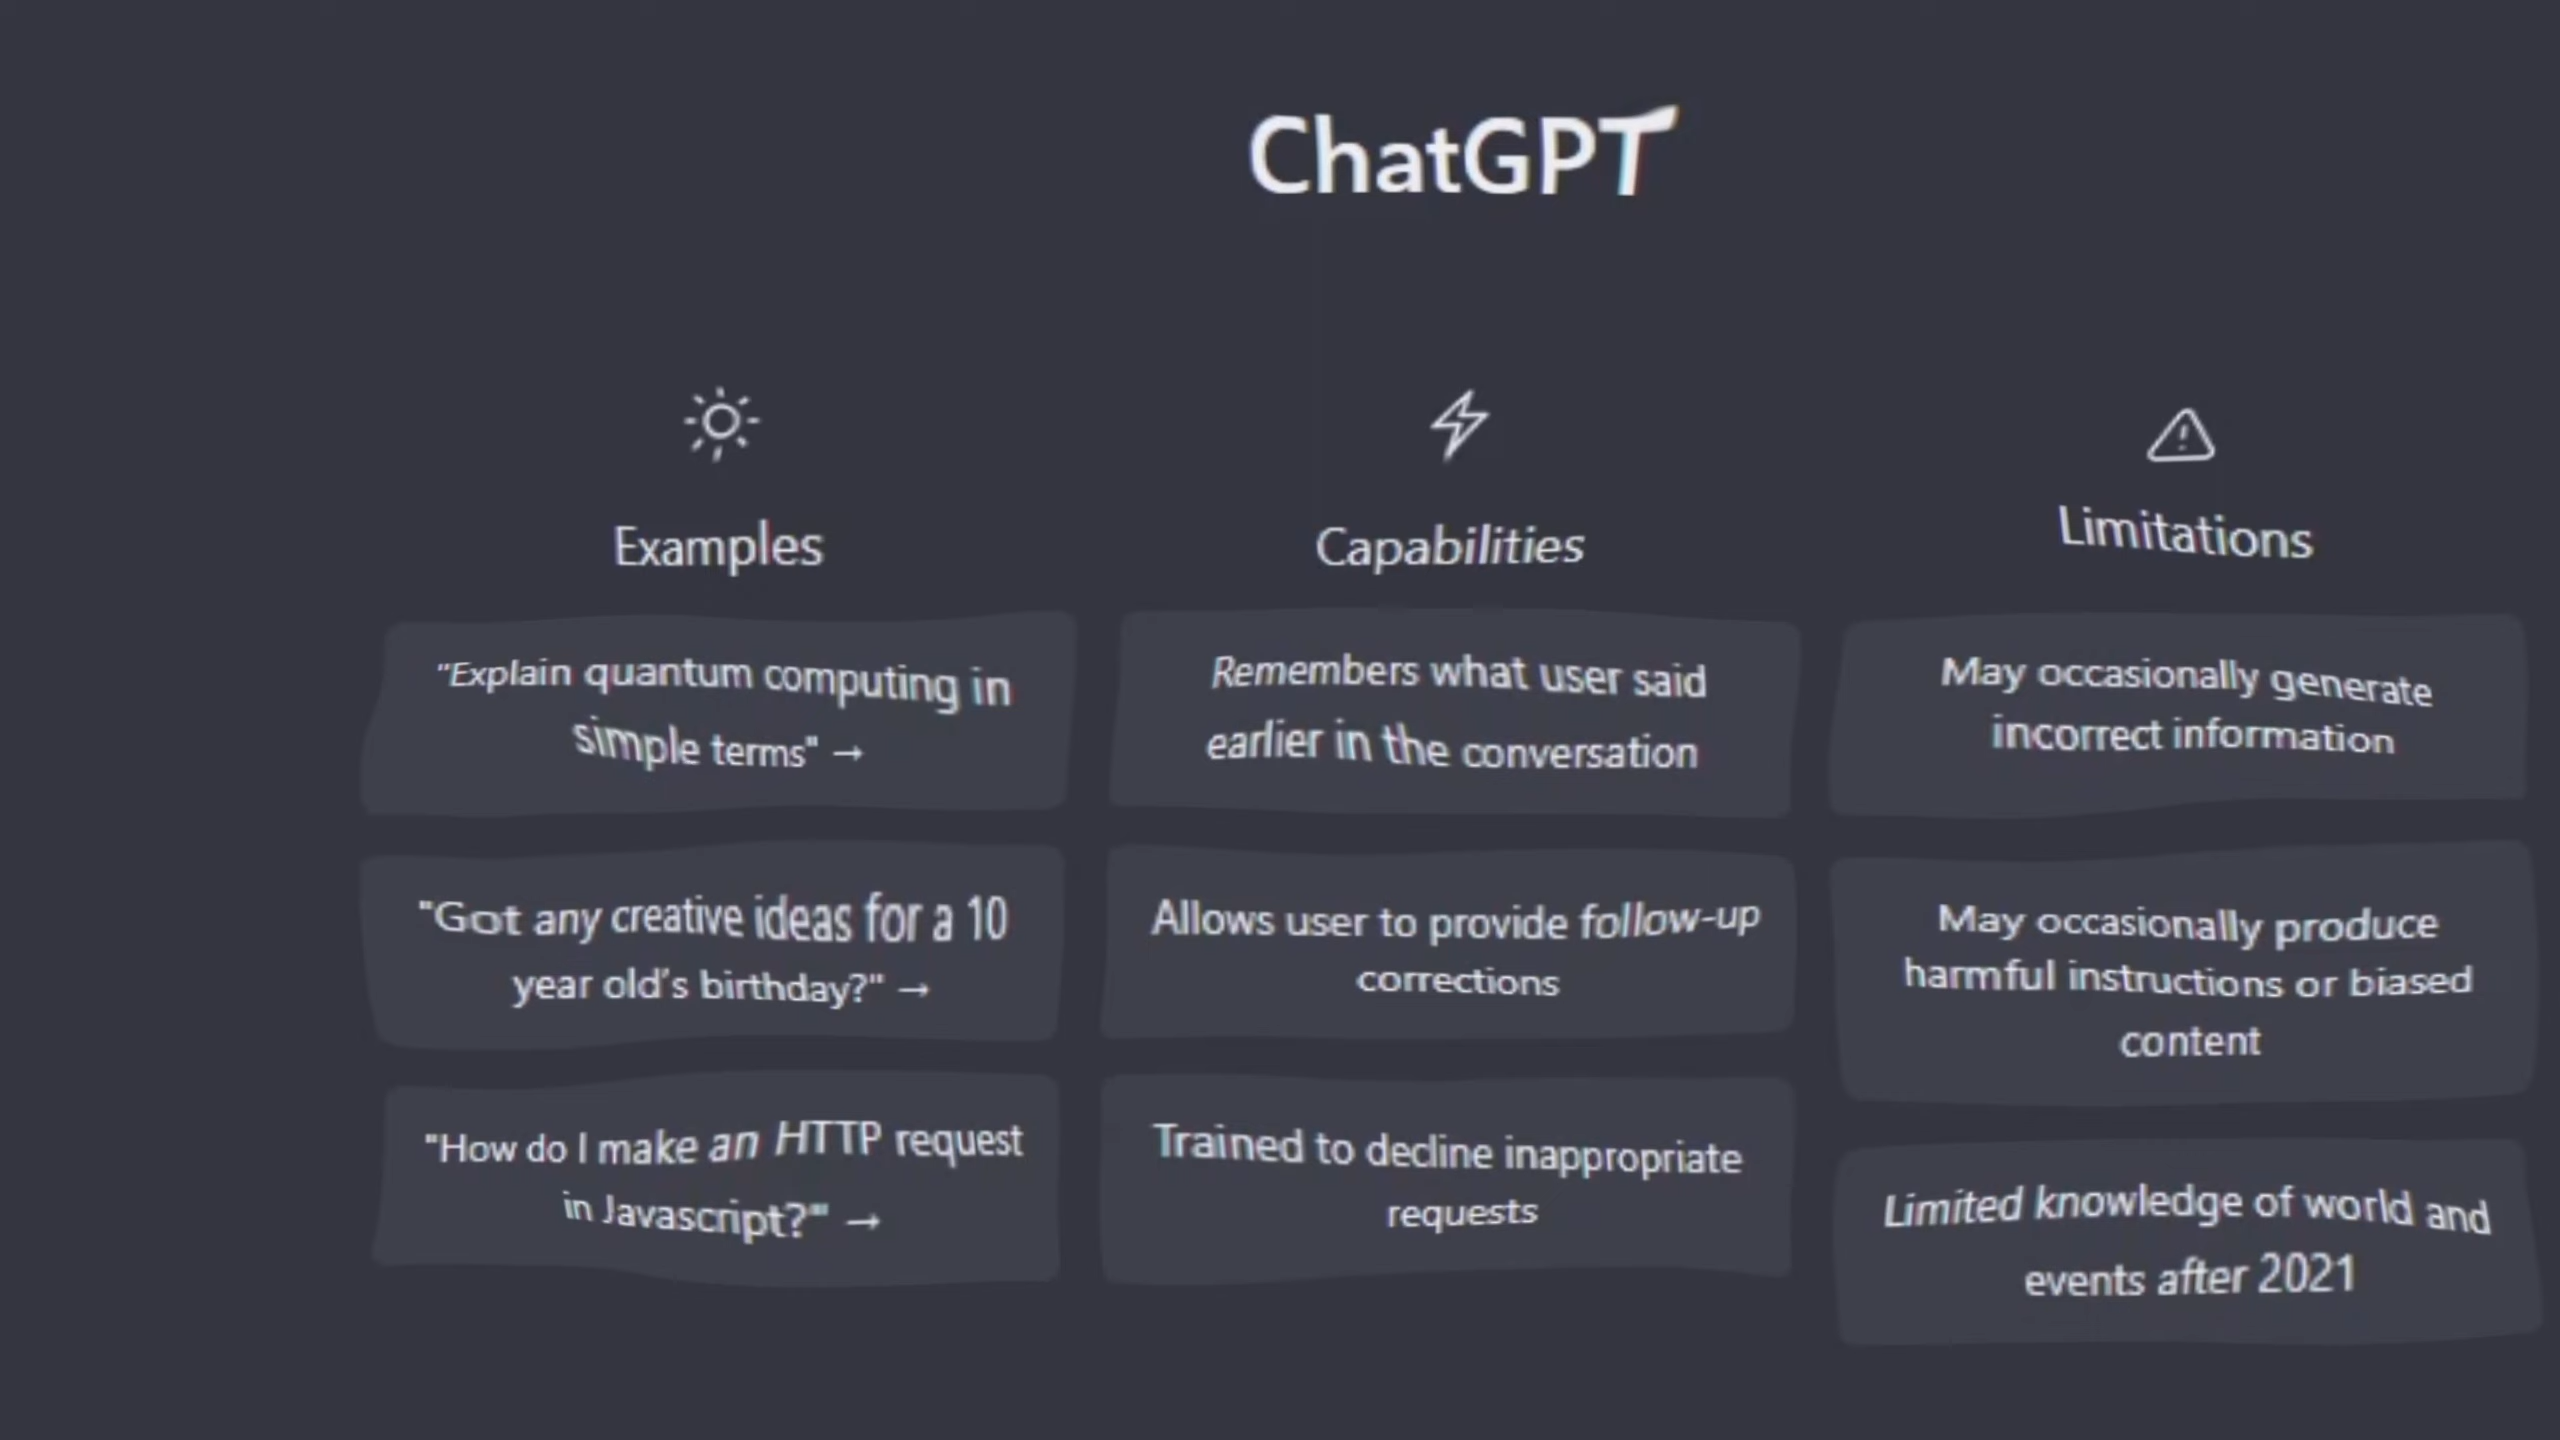 ChatGPT
Examples
"Explain quantum computing in
simple terms" →
"Got any creative ideas for a 10
year old's birthday?" →
"How do I make an HTTP request
in Javascript?" →
Capabilities
Remembers what user said
earlier in the conversation
Allows user to provide follow-up
corrections
Trained to decline inappropriate
requests
Limitations
May occasionally generate
incorrect information
May occasionally produce
harmful instructions or biased
content
Limited knowledge of world and
events after 2021